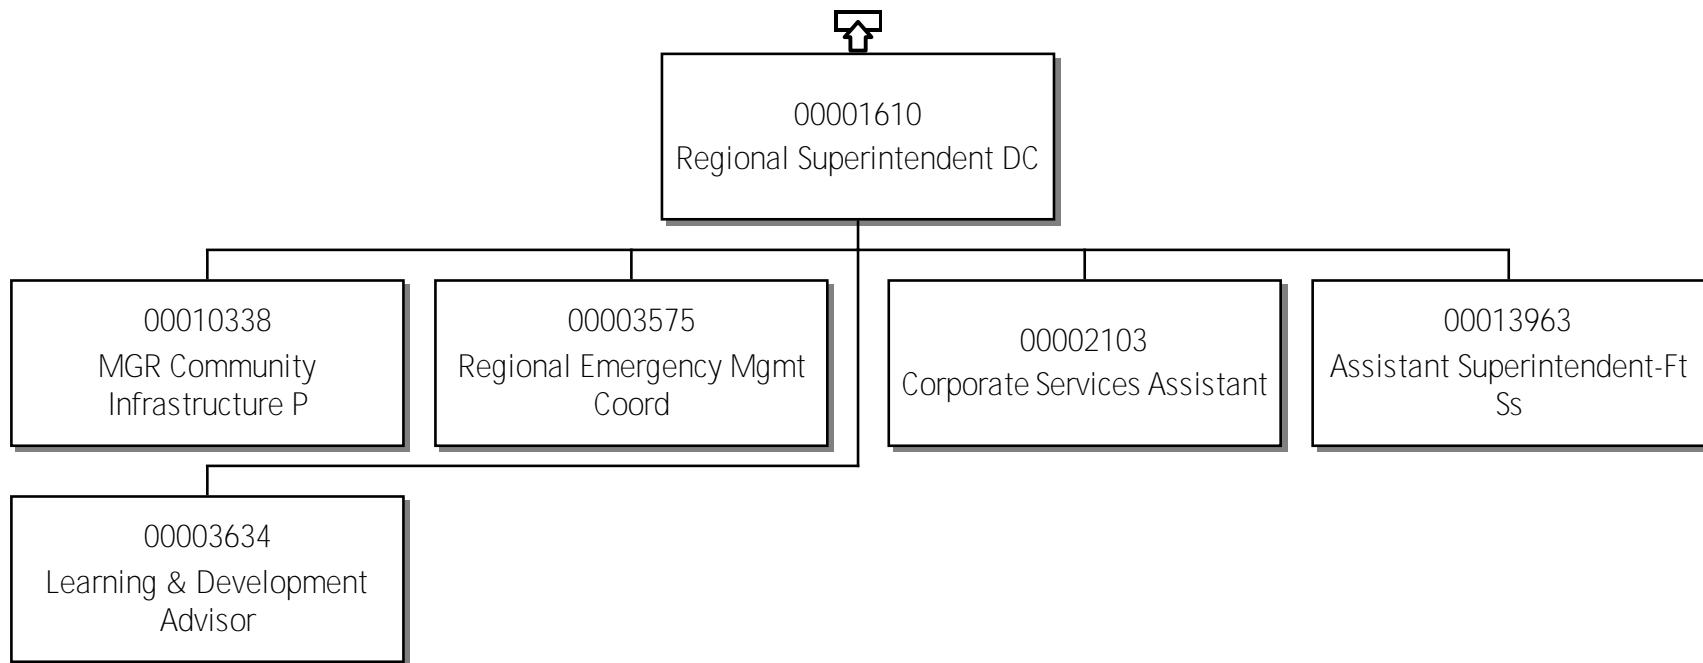 00001610
Regional Superintendent DC
00010338
MGR Community
Infrastructure P
00003575
Regional Emergency Mgmt
Coord
00002103
Corporate Services Assistant
00013963
Assistant Superintendent-Ft
Ss
00003634
Learning & Development
Advisor